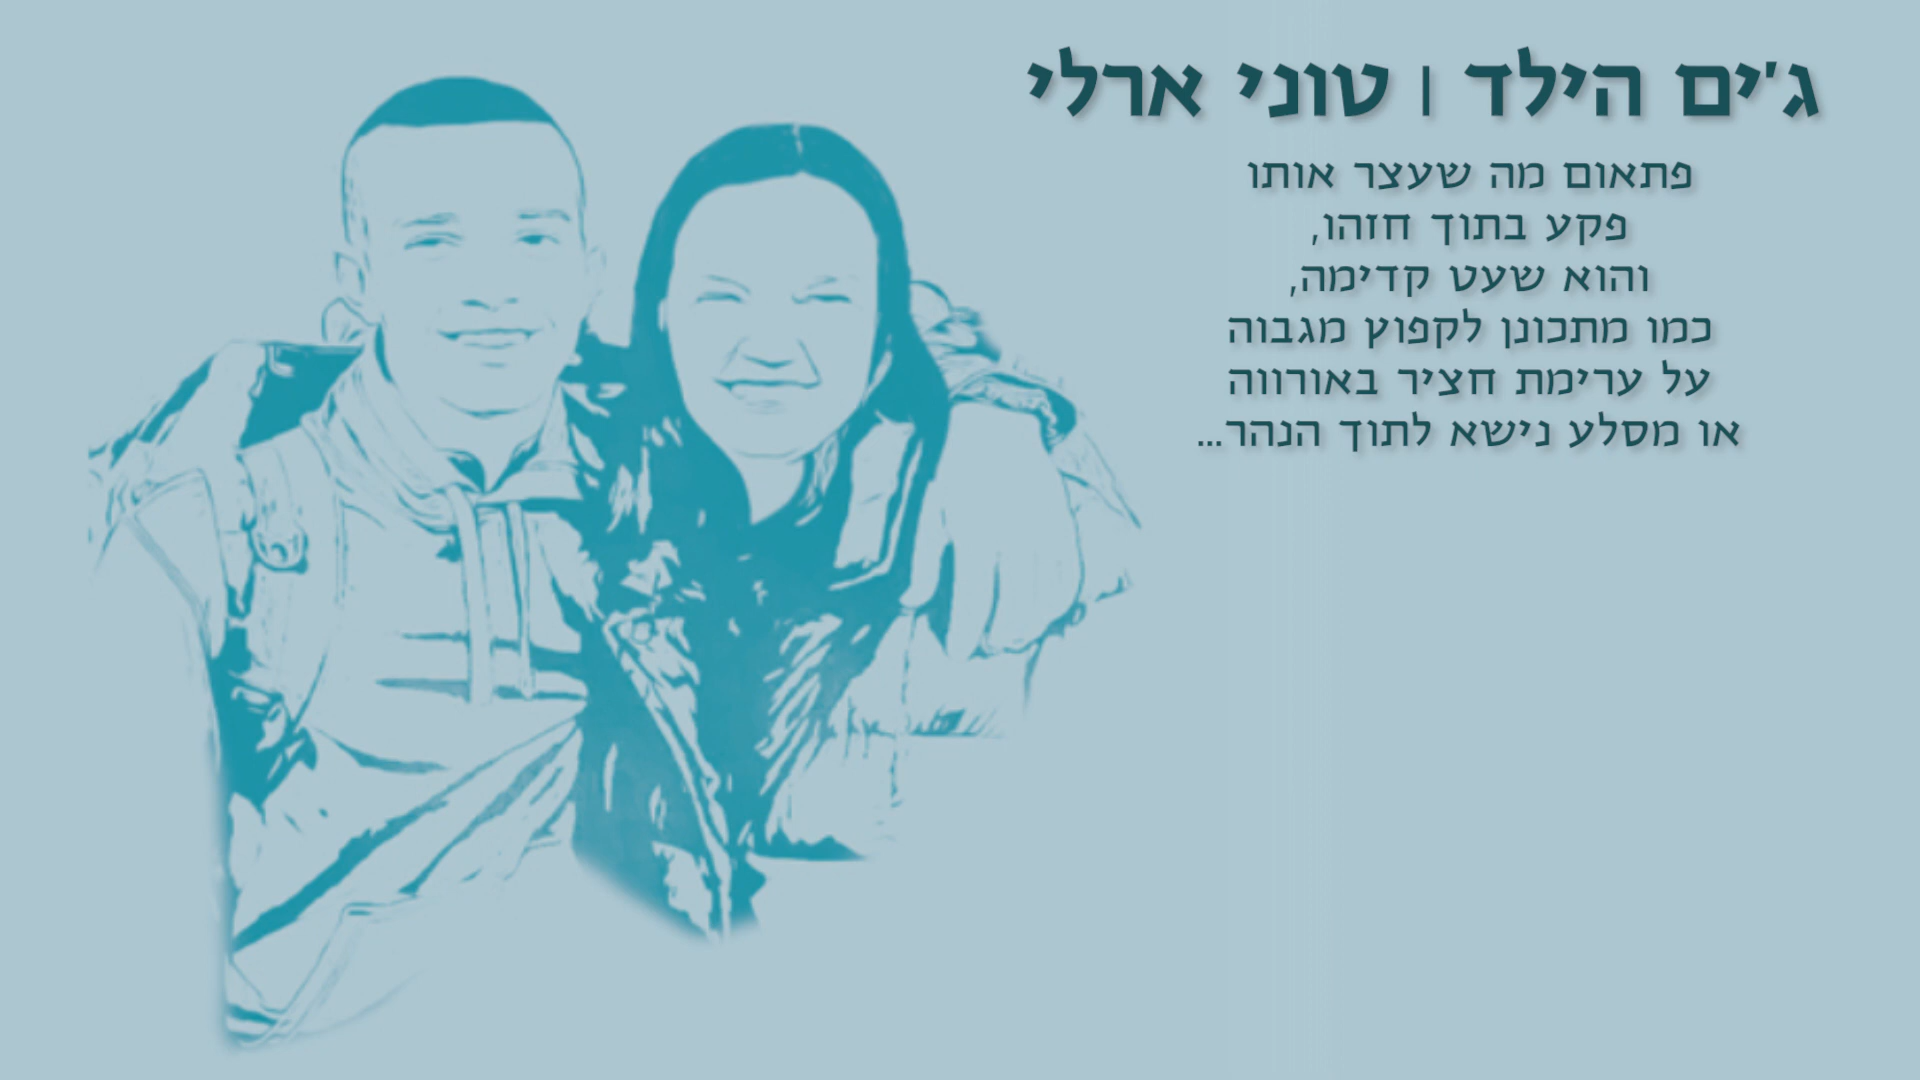 ג'ים הילד | טוני ארלי
פתאום מה שעצר אותו
פקע בתוך חזהו,
והוא שעט קדימה,
כמו מתכונן לקפוץ מגבוה
על ערימת חציר באורווה
או מסלע נישא לתוך הנהר...